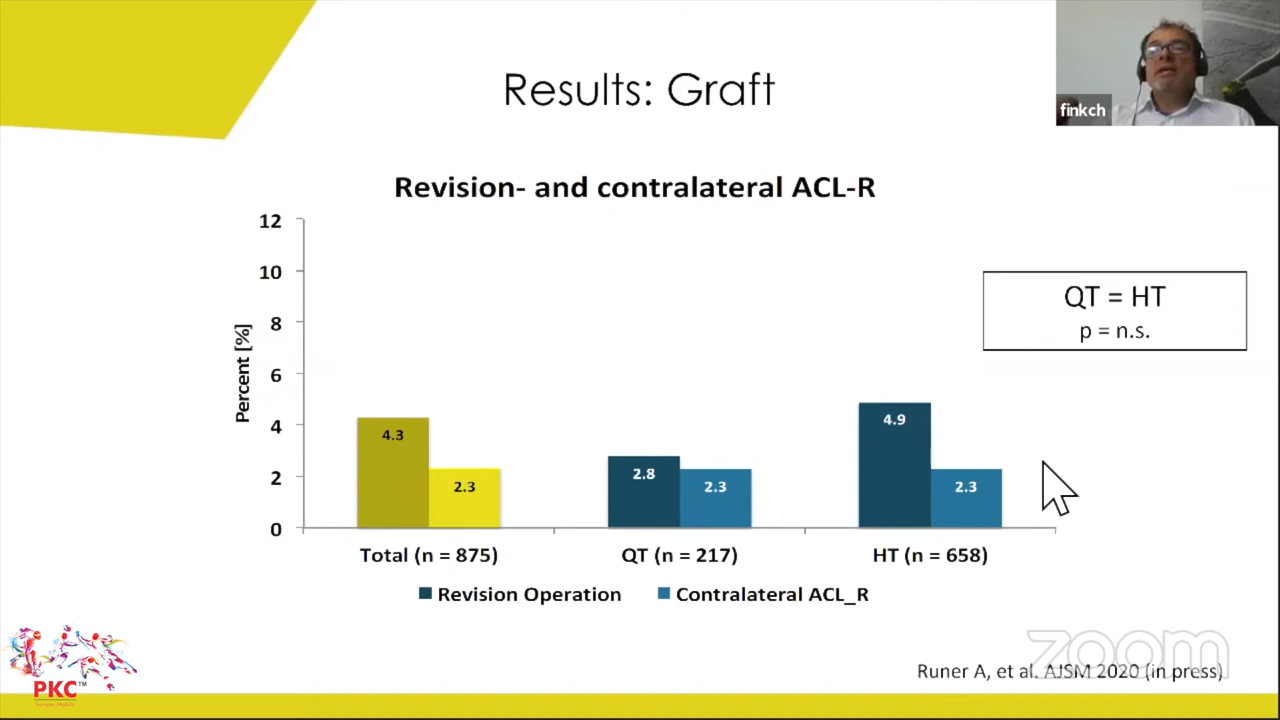 Results: Graft
finkch
Revision- and contralateral ACL-R
12
10
8
6
4
2
0
Percent [%]
4.3
2.3
2.8
2.3
4.9
2.3
QT = HT
p = n.s.
Total (n = 875)
QT (n = 217)
HT (n = 658)
Revision Operation
Contralateral ACL_R
zoom
Runer A, et al. AJSM 2020 (in press)
PKC™